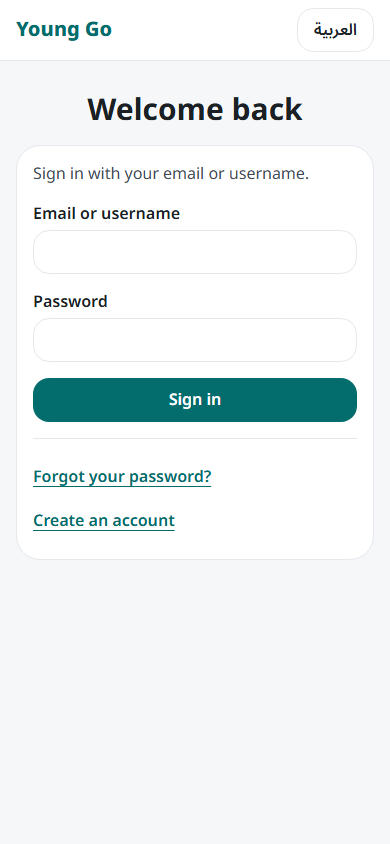 Young Go
العربية
Welcome back
Sign in with your email or username.
Email or username
Password
Sign in
Forgot your password?
Create an account